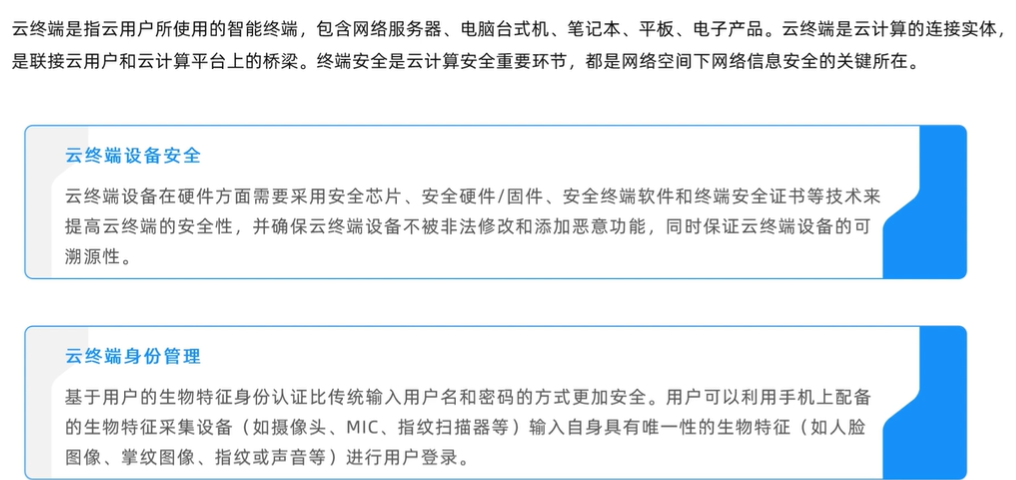 云终端是指云用户所使用的智能终端，包含网络服务器、电脑台式机、笔记本、平板、电子产品。云终端是云计算的连接实体，
是联接云用户和云计算平台上的桥梁。终端安全是云计算安全重要环节，都是网络空间下网络信息安全的关键所在。
云终端设备安全
云终端设备在硬件方面需要采用安全芯片、安全硬件/固件、安全终端软件和终端安全证书等技术来
提高云终端的安全性，并确保云终端设备不被非法修改和添加恶意功能，同时保证云终端设备的可
溯源性。
云终端身份管理
基于用户的生物特征身份认证比传统输入用户名和密码的方式更加安全。用户可以利用手机上配备
的生物特征采集设备（如摄像头、MIC、指纹扫描器等）输入自身具有唯一性的生物特征（如人脸
图像、掌纹图像、指纹或声音等）进行用户登录。